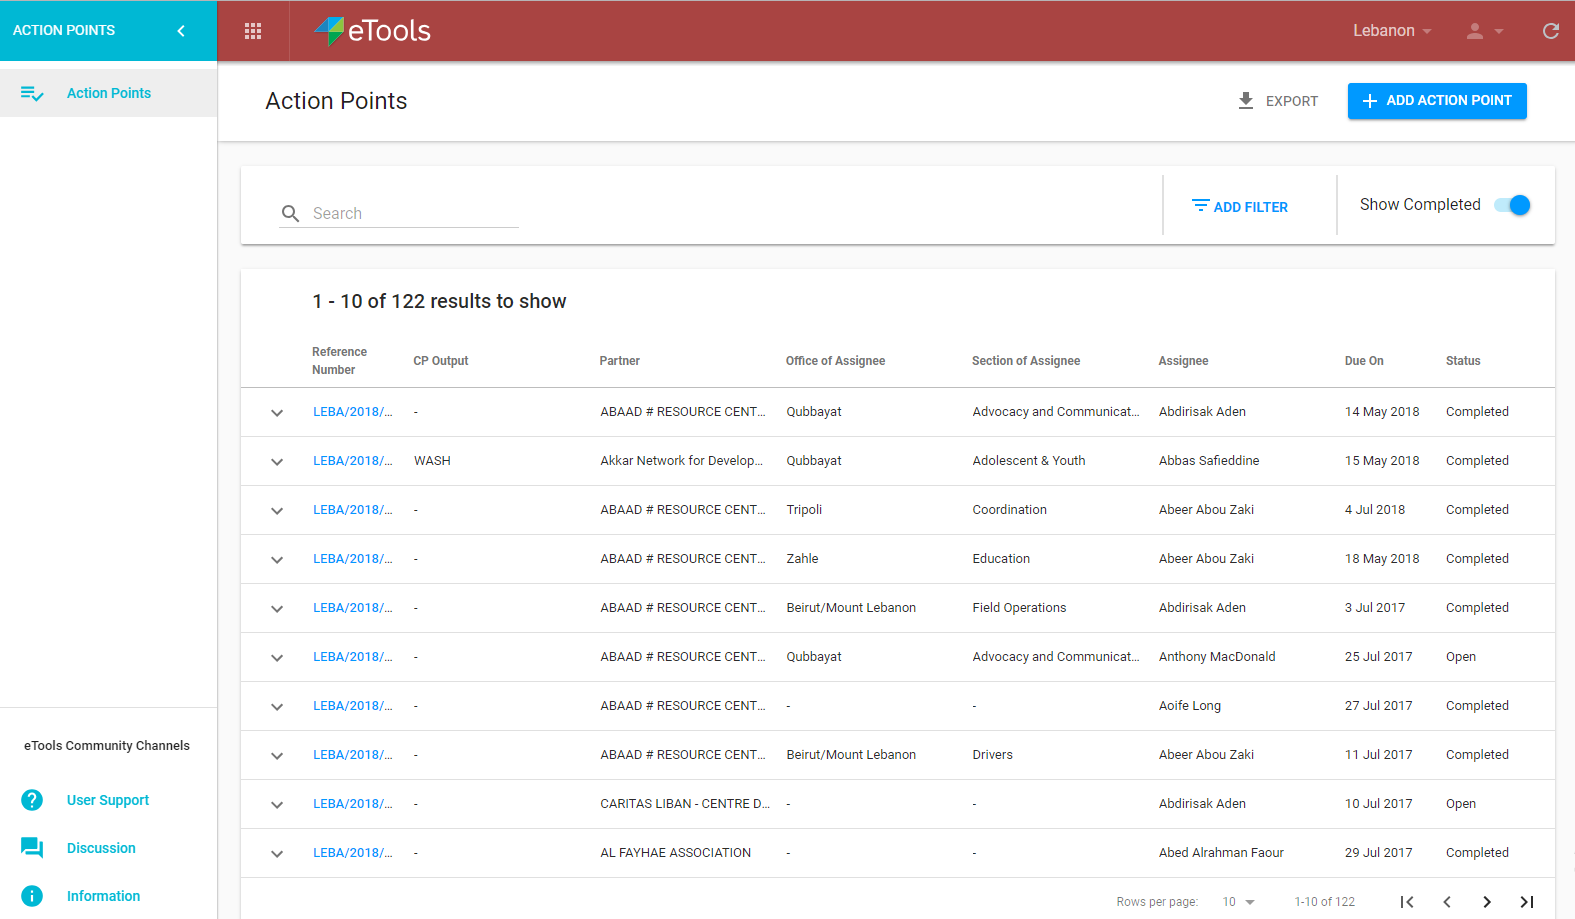 ACTION POINTS
eTools
Lebanon
Action Points
Action Points
EXPORT
ADD ACTION POINT
Search
ADD FILTER
Show Completed
1 - 10 of 122 results to show
Reference Number CP Output Partner Office of Assignee Section of Assignee Assignee Due On Status
LEBA/2018/... - ABAAD # RESOURCE CENT... Qubbayat Advocacy and Communicat... Abdirisak Aden 14 May 2018 Completed
LEBA/2018/... WASH Akkar Network for Develop... Qubbayat Adolescent & Youth Abbas Safieddine 15 May 2018 Completed
LEBA/2018/... - ABAAD # RESOURCE CENT... Tripoli Coordination Abeer Abou Zaki 4 Jul 2018 Completed
LEBA/2018/... - ABAAD # RESOURCE CENT... Zahle Education Abeer Abou Zaki 18 May 2018 Completed
LEBA/2018/... - ABAAD # RESOURCE CENT... Beirut/Mount Lebanon Field Operations Abdirisak Aden 3 Jul 2017 Completed
LEBA/2018/... - ABAAD # RESOURCE CENT... Qubbayat Advocacy and Communicat... Anthony MacDonald 25 Jul 2017 Open
LEBA/2018/... - ABAAD # RESOURCE CENT... - - Aoife Long 27 Jul 2017 Completed
LEBA/2018/... - ABAAD # RESOURCE CENT... Beirut/Mount Lebanon Drivers Abeer Abou Zaki 11 Jul 2017 Completed
LEBA/2018/... - CARITAS LIBAN - CENTRE D... - - Abdirisak Aden 10 Jul 2017 Open
LEBA/2018/... - AL FAYHAE ASSOCIATION - - Abed Alrahman Faour 29 Jul 2017 Completed
Rows per page: 10 1-10 of 122
eTools Community Channels
User Support
Discussion
Information